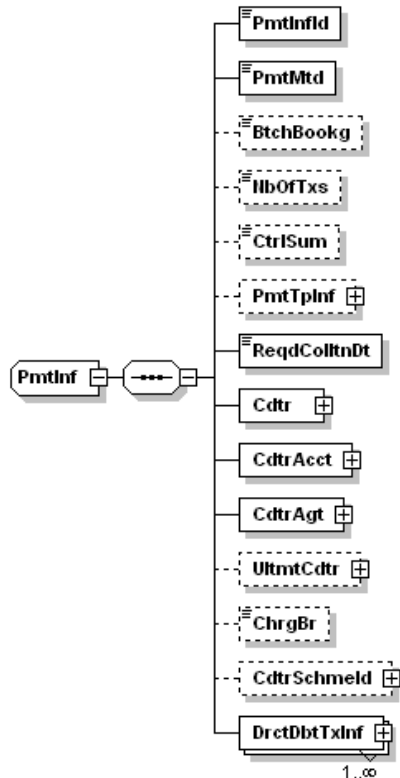 PmtInfId
PmtMtd
BtchBookg
NbOfTxs
CtrlSum
PmtTpInf
ReqdColltnDt
PmtInf
Cdtr
CdtrAcct
CdtrAgt
UltmtCdtr
ChrgBr
CdtrSchmeId
DrctDbtTxInf
1..∞